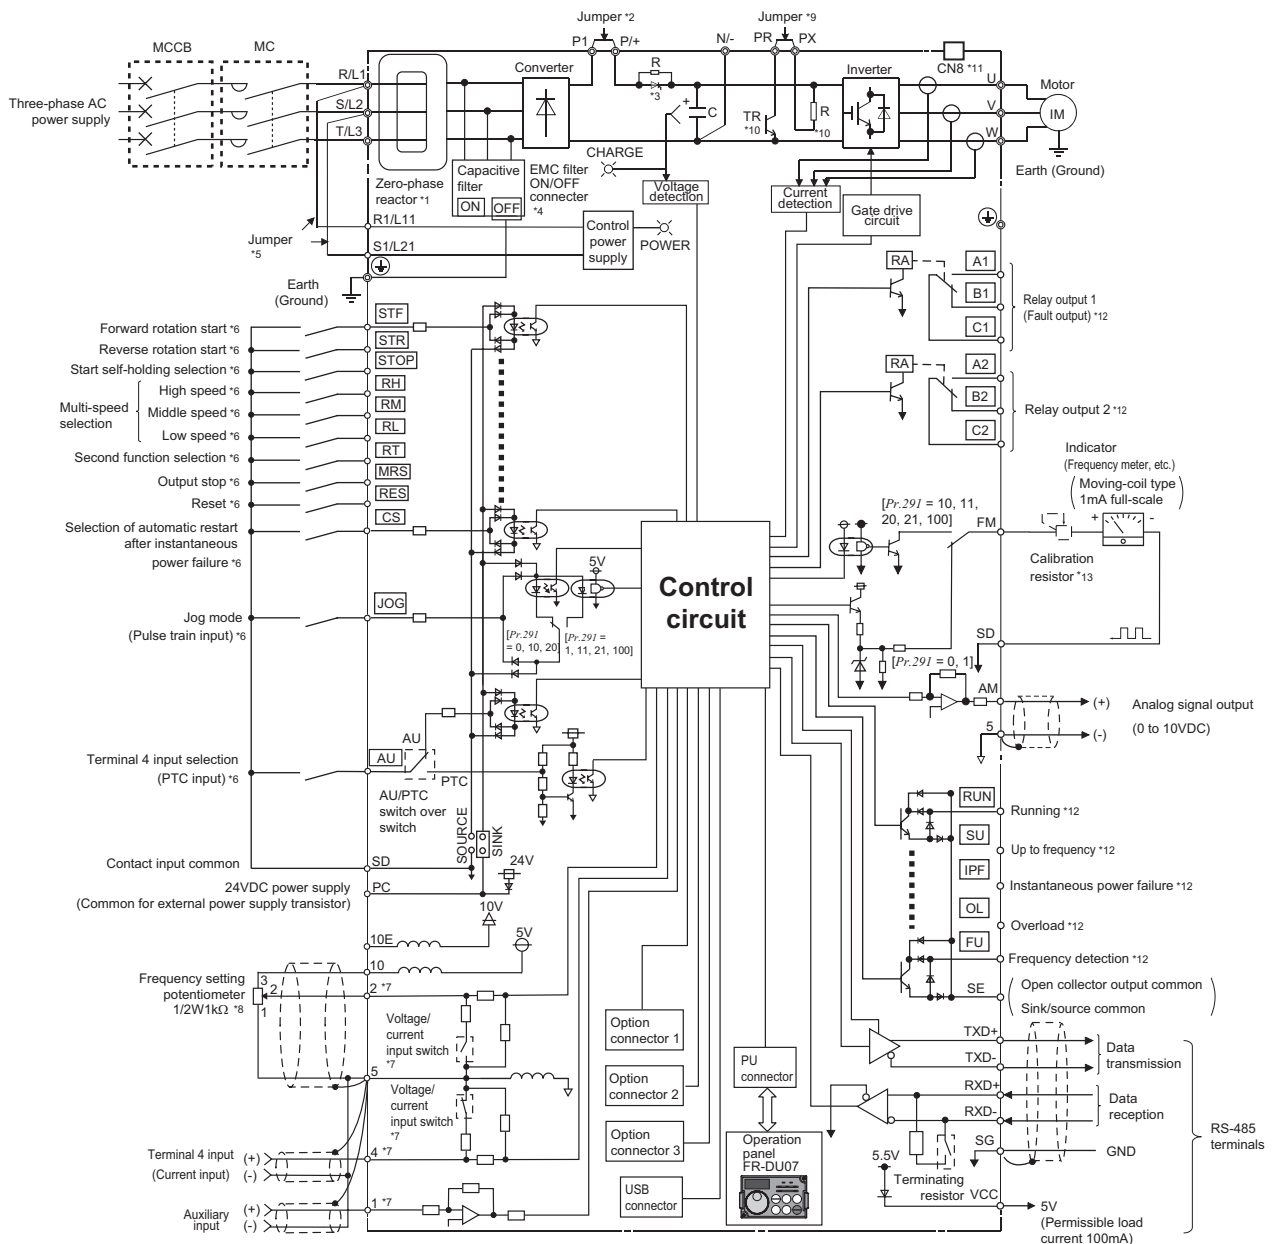 Jumper *2
Jumper *9
MCCB
MC
P1
P/+
N/-
PR
PX
CN8 *11
Three-phase AC
power supply
R/L1
S/L2
T/L3
Converter
R
*3
C
TR
*10
R
*10
Inverter
U
V
W
Motor
IM
Earth (Ground)
Zero-phase
reactor *1
Capacitive
filter
ON
OFF
EMC filter
ON/OFF
connecter
*4
CHARGE
Voltage
detection
Current
detection
Gate drive
circuit
R1/L11
S1/L21
Jumper
*5
Control
power
supply
POWER
Earth
(Ground)
RA
A1
B1
C1
Relay output 1
(Fault output) *12
RA
A2
B2
C2
Relay output 2 *12
Forward rotation start *6
STF
Reverse rotation start *6
STR
Start self-holding selection *6
STOP
Multi-speed
selection
High speed *6
RH
Middle speed *6
RM
Low speed *6
RL
Second function selection *6
RT
Output stop *6
MRS
Reset *6
RES
Selection of automatic restart
after instantaneous
power failure *6
CS
Jog mode
(Pulse train input) *6
JOG
5V
[Pr.291
= 0, 10, 20]
[Pr.291 =
1, 11, 21, 100]
Control
circuit
[Pr.291 = 10, 11,
20, 21, 100]
FM
Indicator
(Frequency meter, etc.)
(Moving-coil type
1mA full-scale)
+
-
Calibration
resistor *13
SD
[Pr.291 = 0, 1]
AM
(+)
5
(-)
Analog signal output
(0 to 10VDC)
Terminal 4 input selection
(PTC input) *6
AU
AU
PTC
AU/PTC
switch over
switch
SOURCE
SINK
Contact input common
SD
24VDC power supply
(Common for external power supply transistor)
PC
24V
10V
10E
5V
10
Frequency setting
potentiometer
1/2W1kΩ *8
3
2
1
2 *7
Voltage/
current
input switch
*7
5
Voltage/
current
input switch
*7
Terminal 4 input
(Current input)
(+)
(-)
4 *7
Auxiliary
input
(+)
(-)
1 *7
Option
connector 1
Option
connector 2
Option
connector 3
USB
connector
PU
connector
Operation
panel
FR-DU07
RUN
Running *12
SU
Up to frequency *12
IPF
Instantaneous power failure *12
OL
Overload *12
FU
Frequency detection *12
SE
(Open collector output common
Sink/source common)
TXD+
TXD-
Data
transmission
RXD+
RXD-
Data
reception
SG
GND
RS-485
terminals
Terminating
resistor
5.5V
VCC
5V
(Permissible load
current 100mA)